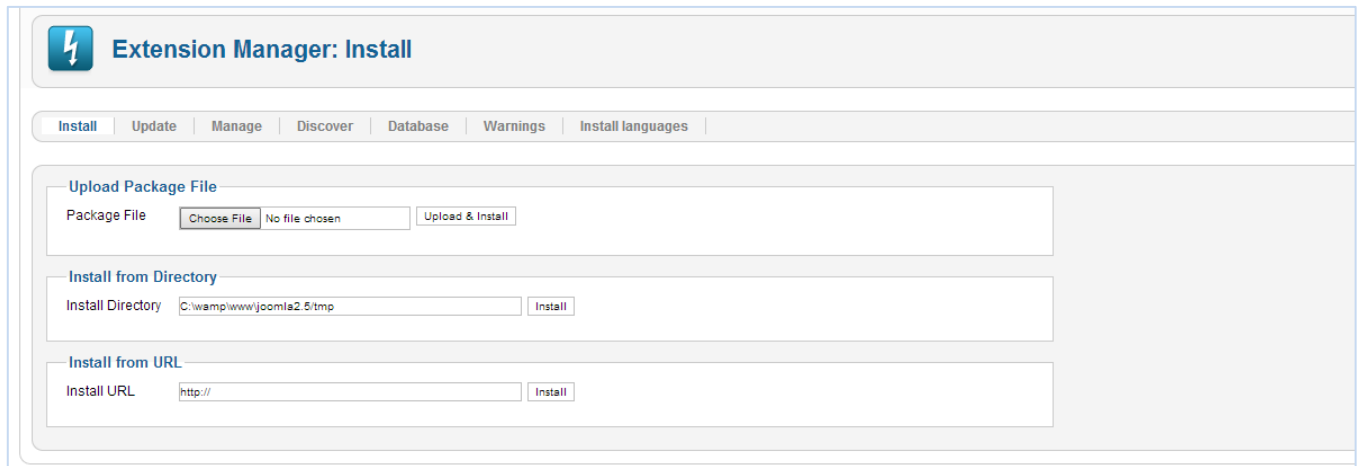 Extension Manager: Install
Install Update Manage Discover Database Warnings Install languages
Upload Package File
Package File Choose File No file chosen Upload & Install
Install from Directory
Install Directory C:\wamp\www\joomla2.5/tmp Install
Install from URL
Install URL http:// Install